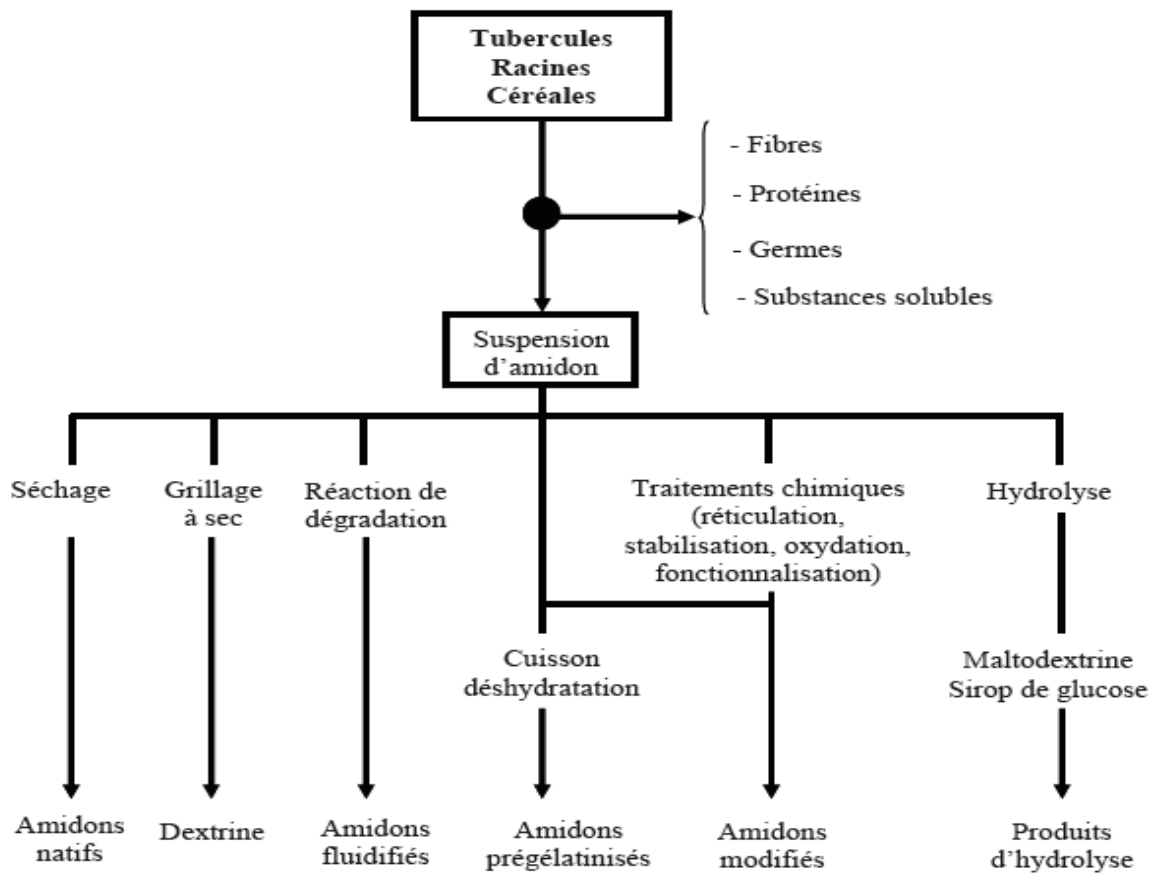 Tubercules
Racines
Céréales
- Fibres
- Protéines
- Germes
- Substances solubles
Suspension
d’amidon
Séchage
Grillage
à sec
Réaction de
dégradation
Traitements chimiques
(réticulation,
stabilisation, oxydation,
fonctionnalisation)
Hydrolyse
Cuisson
déshydratation
Maltodextrine
Sirop de glucose
Amidons
natifs
Dextrine
Amidons
fluidifiés
Amidons
prégélatinisés
Amidons
modifiés
Produits
d’hydrolyse